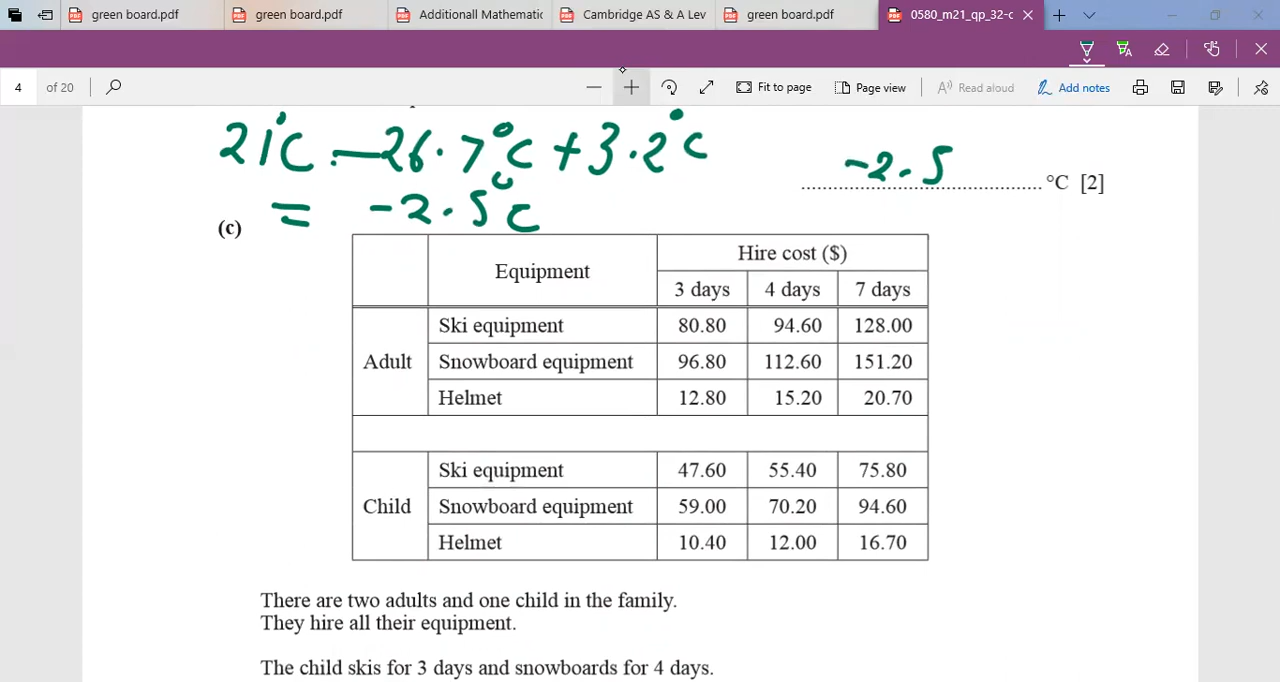 green board.pdf green board.pdf Additionall Mathematic Cambridge AS & A Lev green board.pdf 0580_m21_qp_32-c
4 of 20 Fit to page Page view Read aloud Add notes
21°C - 26.7°C + 3.2°C
-2.5
°C [2]
= -2.5°C
(c)
Equipment Hire cost ($)
3 days 4 days 7 days
Adult
Ski equipment 80.80 94.60 128.00
Snowboard equipment 96.80 112.60 151.20
Helmet 12.80 15.20 20.70
Child
Ski equipment 47.60 55.40 75.80
Snowboard equipment 59.00 70.20 94.60
Helmet 10.40 12.00 16.70
There are two adults and one child in the family.
They hire all their equipment.
The child skis for 3 days and snowboards for 4 days.